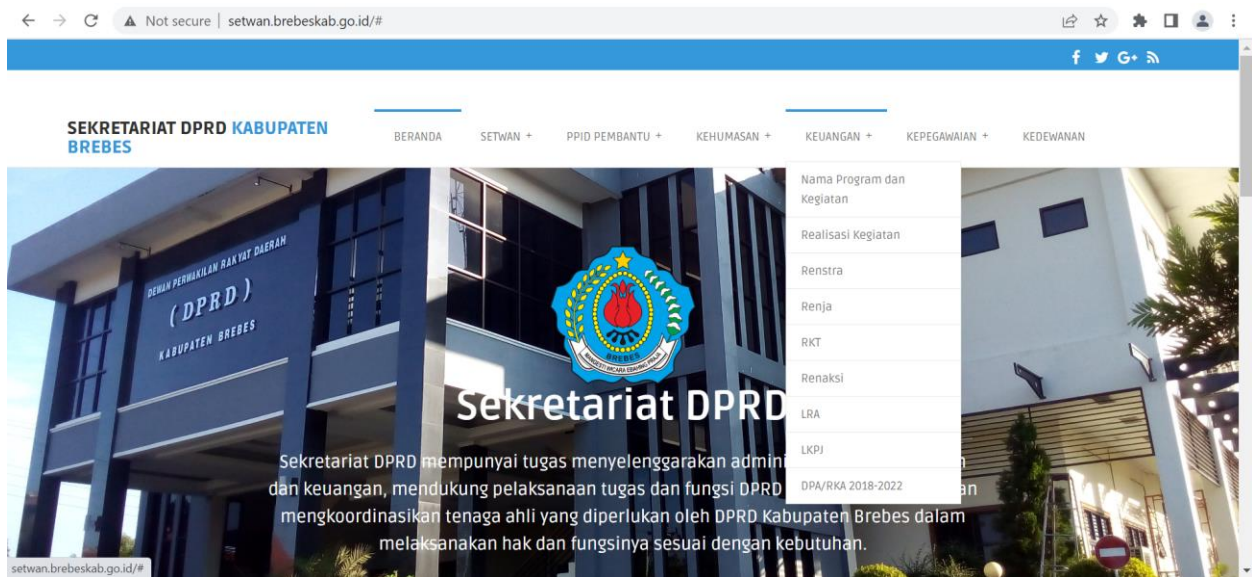 Not secure
setwan.brebeskab.go.id/#
SEKRETARIAT DPRD KABUPATEN
BREBES
BERANDA
SETWAN +
PPID PEMBANTU +
KEHUMASAN +
KEUANGAN +
KEPEGAWAIAN +
KEDEWANAN
Nama Program dan
Kegiatan
Realisasi Kegiatan
Renstra
Renja
RKT
Renaksi
LRA
LKPJ
DPA/RKA 2018-2022
DEWAN PERWAKILAN RAKYAT DAERAH
( DPRD )
KABUPATEN BREBES
BREBES
Sekretariat DPRD
Sekretariat DPRD mempunyai tugas menyelenggarakan
dan keuangan, mendukung pelaksanaan tugas dan fungsi DPRD
mengkoordinasikan tenaga ahli yang diperlukan oleh DPRD Kabupaten Brebes dalam
melaksanakan hak dan fungsinya sesuai dengan kebutuhan.
setwan.brebeskab.go.id/#